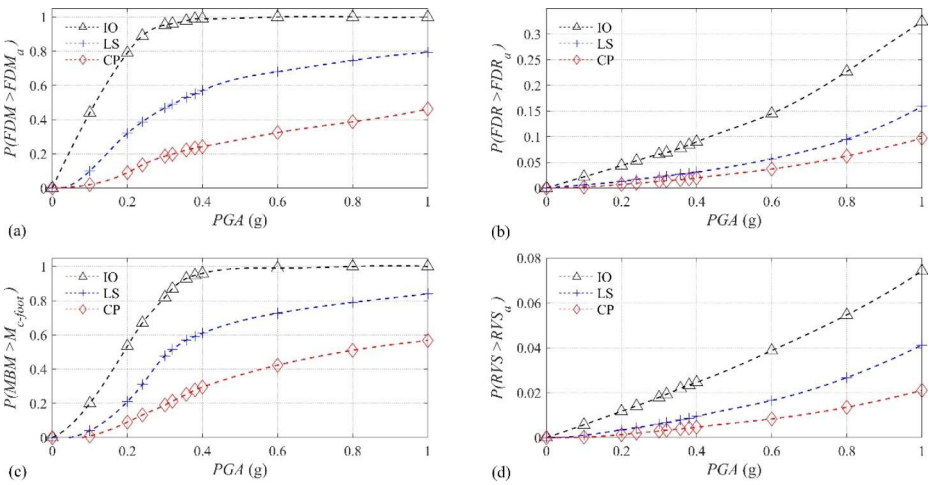 1
0.8
0.6
0.4
0.2
0
IO
LS
CP
P(FDM >FDM_a)
0 0.2 0.4 0.6 0.8 1
PGA (g)
(a)
0.3
0.25
0.2
0.15
0.1
0.05
0
IO
LS
CP
P(FDR >FDR_a)
0 0.2 0.4 0.6 0.8 1
PGA (g)
(b)
1
0.8
0.6
0.4
0.2
0
IO
LS
CP
P(MBM >M_c-foot)
0 0.2 0.4 0.6 0.8 1
PGA (g)
(c)
0.08
0.06
0.04
0.02
0
IO
LS
CP
P(RVS >RVS_a)
0 0.2 0.4 0.6 0.8 1
PGA (g)
(d)